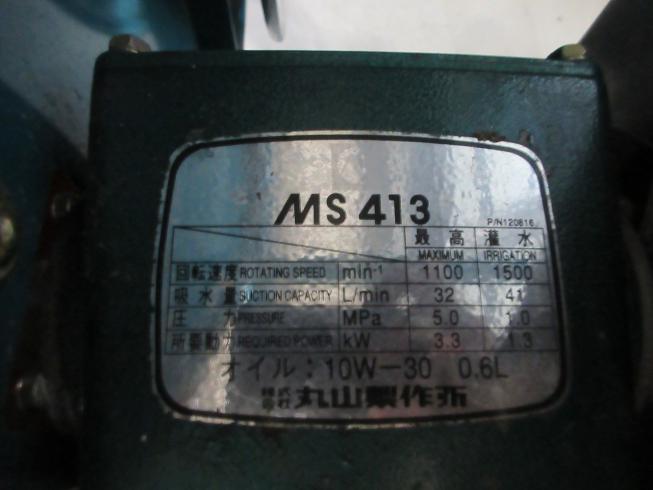 MS 413
P/N120816
最高 灌水
MAXIMUM IRRIGATION
回転速度 ROTATING SPEED min-1 1100 1500
吸水量 SUCTION CAPACITY L/min 32 41
圧力 PRESSURE MPa 5.0 1.0
所要動力 REQUIRED POWER kW 3.3 1.3
オイル：10W－30 0.6L
株式会社 丸山製作所